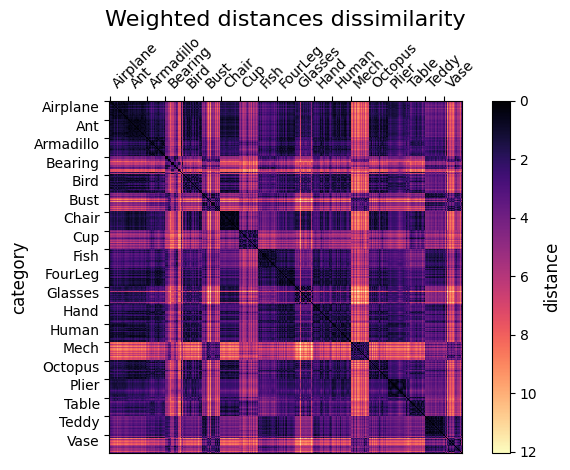 Weighted distances dissimilarity
Airplane
Ant
Armadillo
Bearing
Bird
Bust
Chair
Cup
Fish
FourLeg
Glasses
Hand
Human
Mech
Octopus
Plier
Table
Teddy
Vase
category
Airplane
Ant
Armadillo
Bearing
Bird
Bust
Chair
Cup
Fish
FourLeg
Glasses
Hand
Human
Mech
Octopus
Plier
Table
Teddy
Vase
0
2
4
6
8
10
12
distance